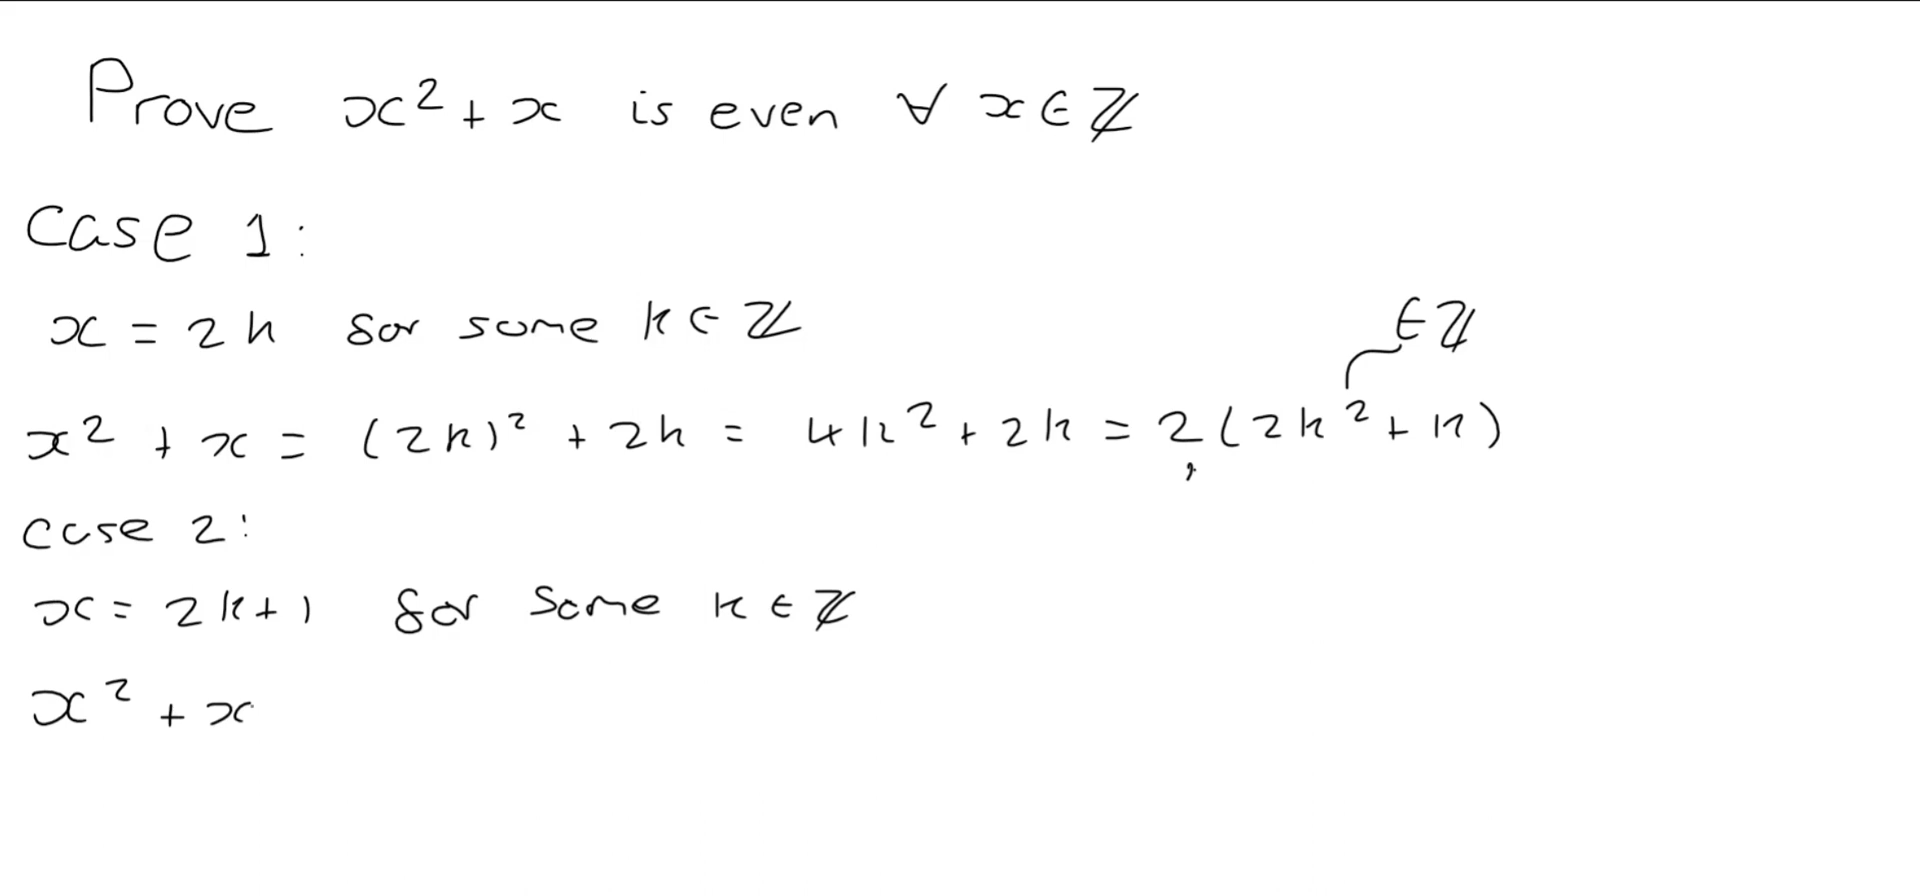 Prove x² + x is even ∀ x ∈ ℤ
Case 1:
∈ ℤ
x = 2k for some k ∈ ℤ
x² + x = (2k)² + 2k = 4k² + 2k = 2(2k² + k)
case 2:
x = 2k + 1 for some k ∈ ℤ
x² + x